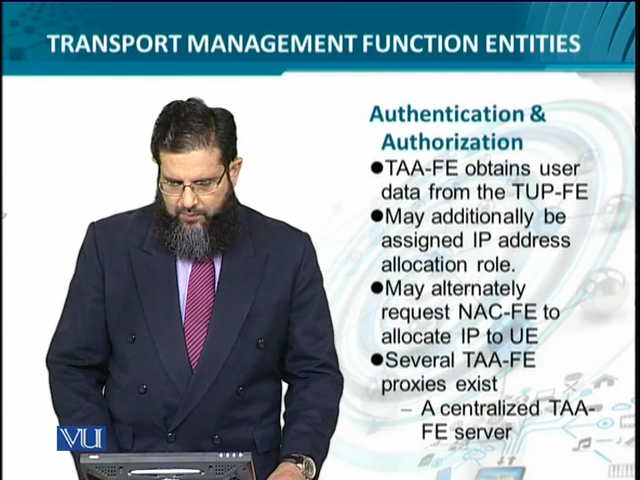 TRANSPORT MANAGEMENT FUNCTION ENTITIES
Authentication &
Authorization
●TAA-FE obtains user
data from the TUP-FE
●May additionally be
assigned IP address
allocation role.
●May alternately
request NAC-FE to
allocate IP to UE
●Several TAA-FE
proxies exist
– A centralized TAA-
FE server
VU